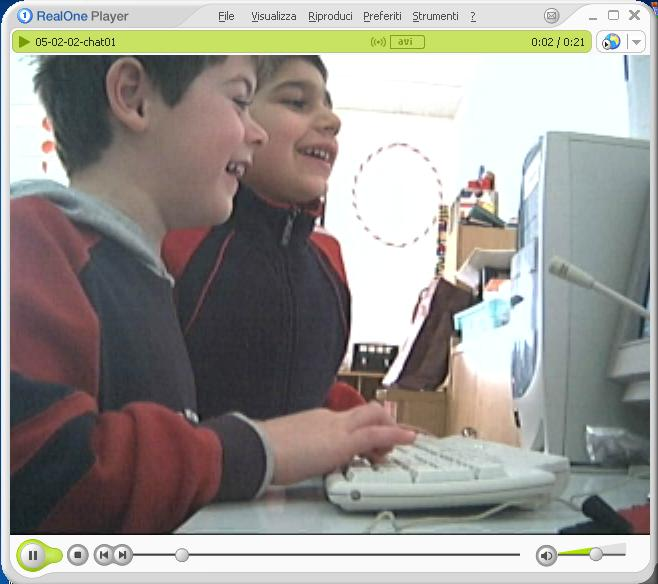 RealOne Player
File Visualizza Riproduci Preferiti Strumenti ?
05-02-02-chat01 avi 0:02 / 0:21